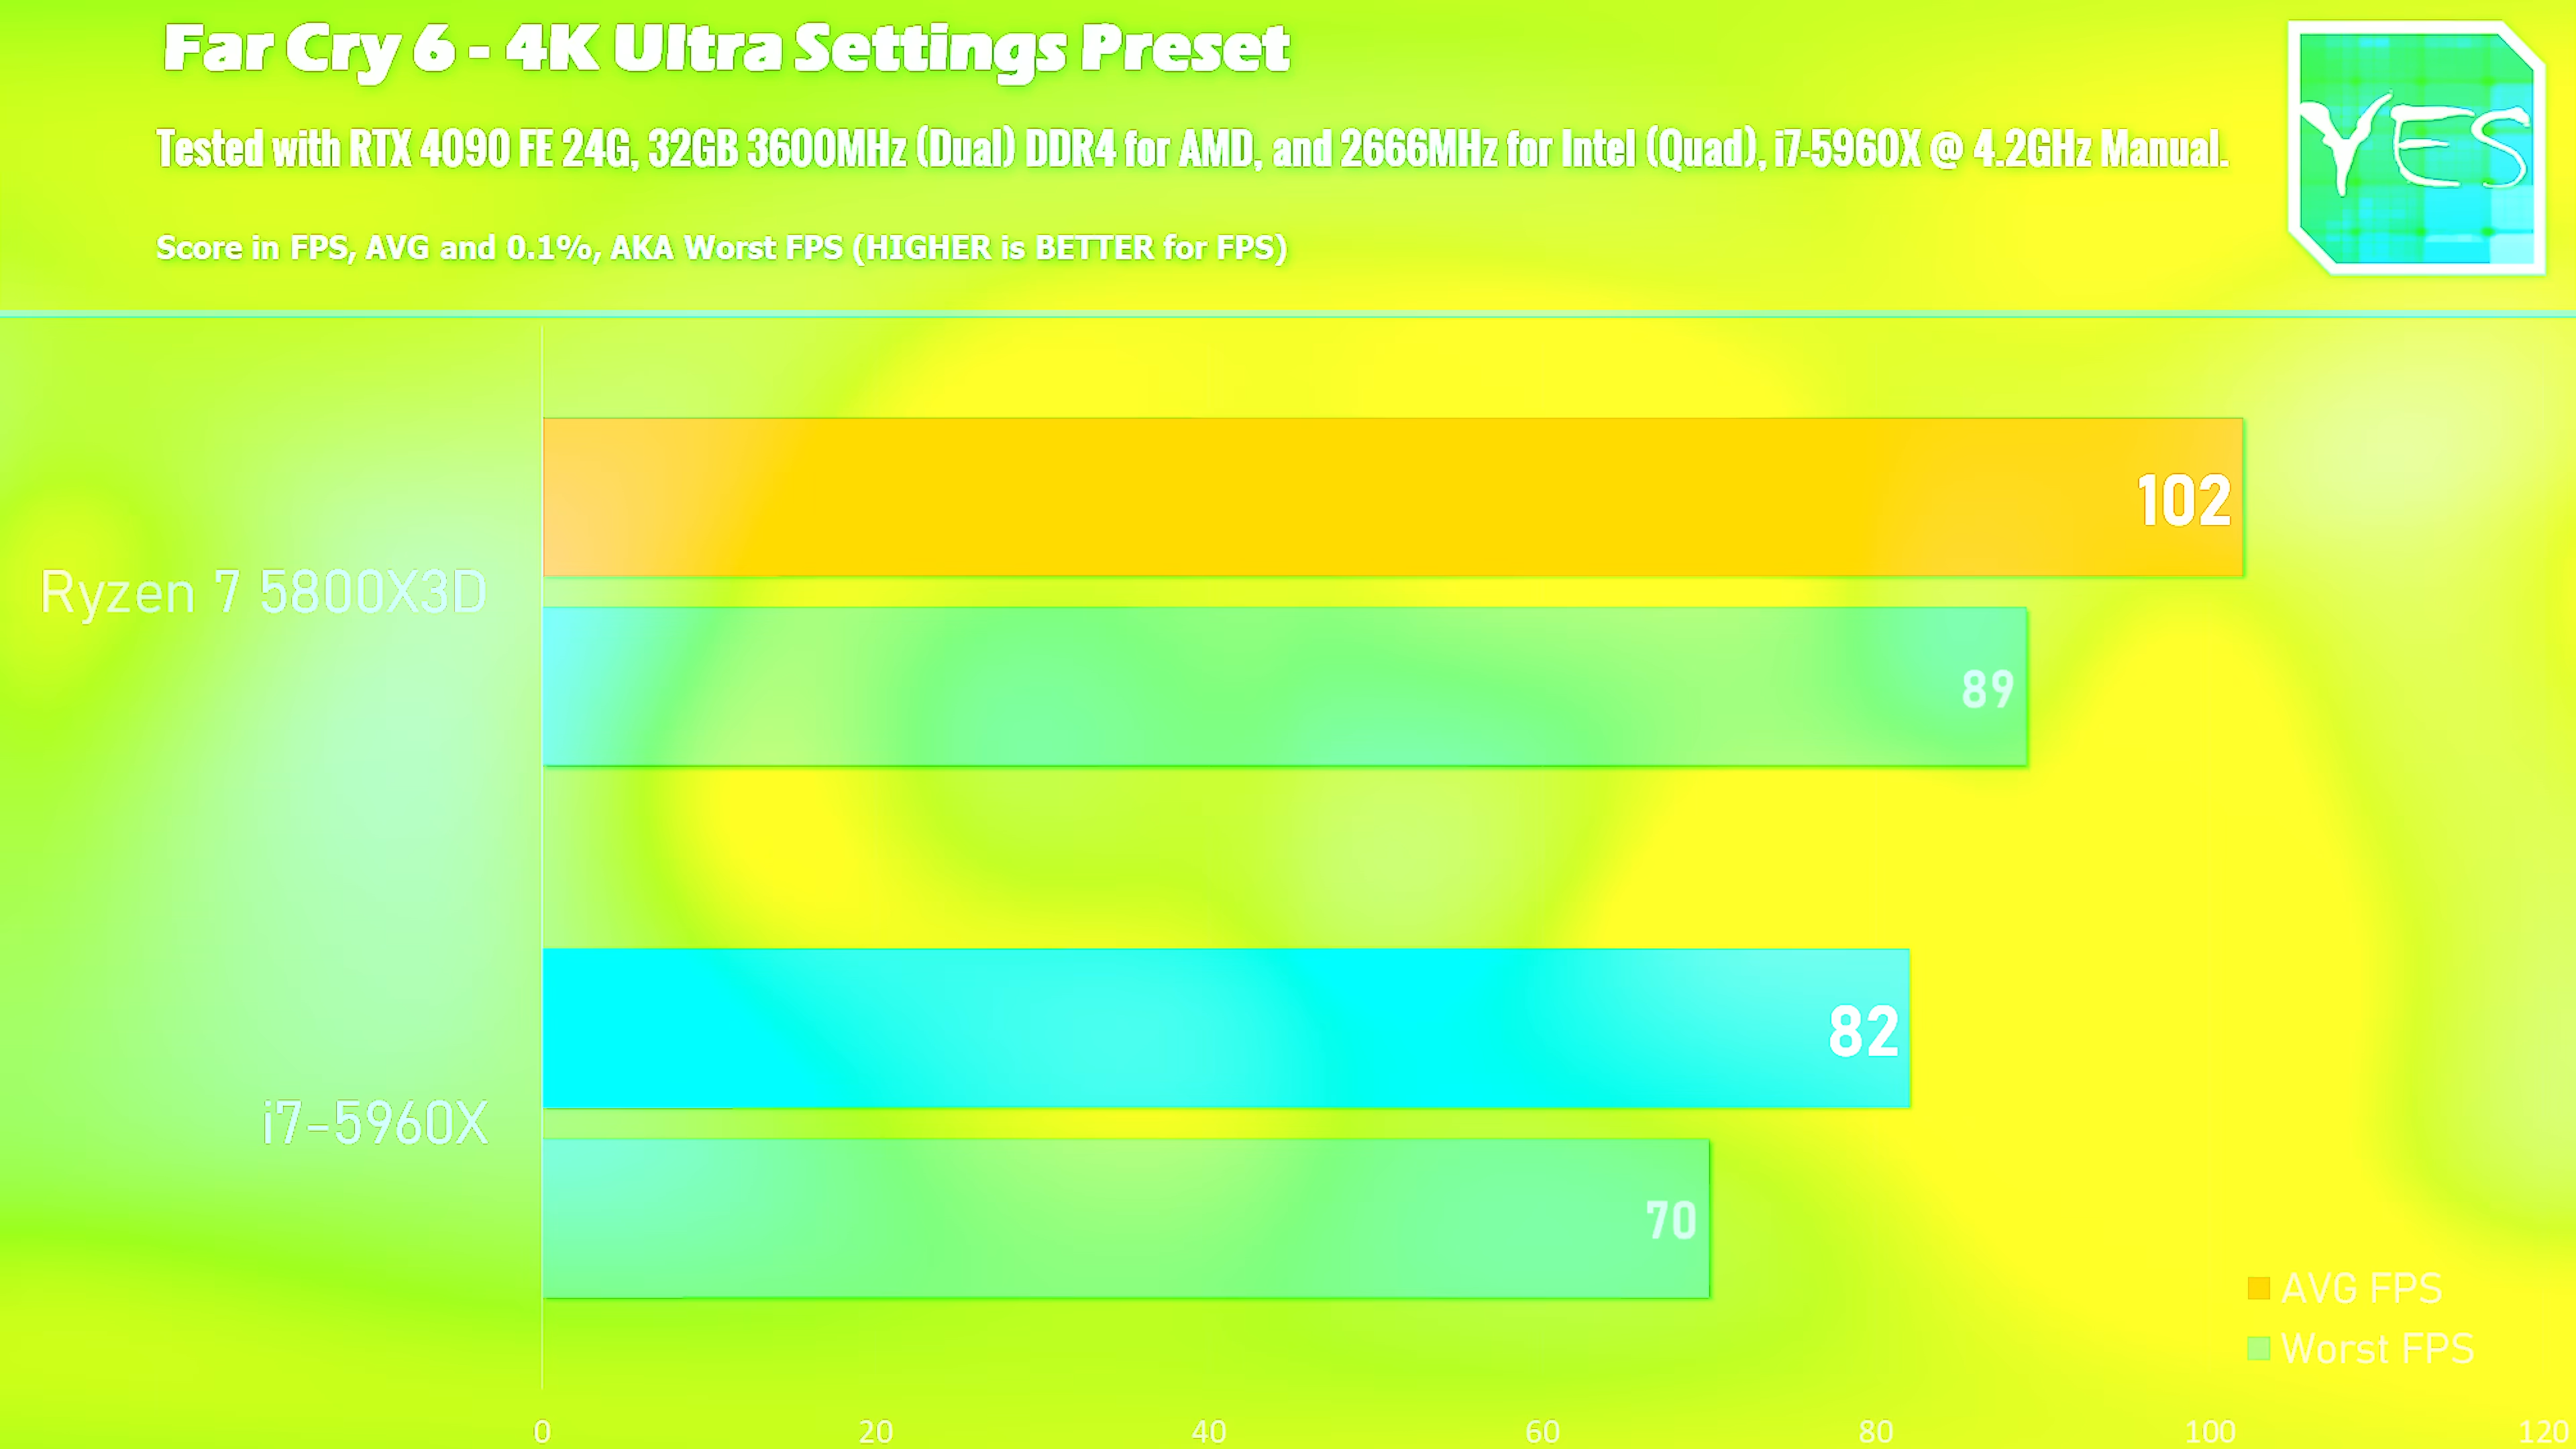 Far Cry 6 - 4K Ultra Settings Preset
Tested with RTX 4090 FE 24G, 32GB 3600MHz (Dual) DDR4 for AMD, and 2666MHz for Intel (Quad), i7-5960X @ 4.2GHz Manual.
YES
Score in FPS, AVG and 0.1%, AKA Worst FPS (HIGHER is BETTER for FPS)
102
Ryzen 7 5800X3D
89
82
i7-5960X
70
AVG FPS
Worst FPS
0 20 40 60 80 100 120